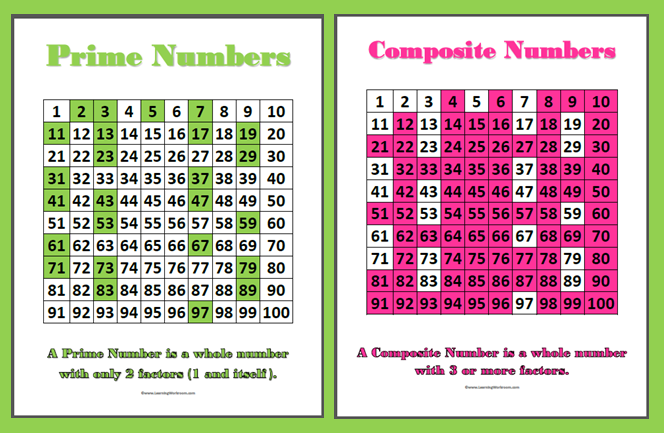 Prime Numbers
1 2 3 4 5 6 7 8 9 10
11 12 13 14 15 16 17 18 19 20
21 22 23 24 25 26 27 28 29 30
31 32 33 34 35 36 37 38 39 40
41 42 43 44 45 46 47 48 49 50
51 52 53 54 55 56 57 58 59 60
61 62 63 64 65 66 67 68 69 70
71 72 73 74 75 76 77 78 79 80
81 82 83 84 85 86 87 88 89 90
91 92 93 94 95 96 97 98 99 100
A Prime Number is a whole number
with only 2 factors (1 and itself).
©www.LearningWorkroom.com
Composite Numbers
1 2 3 4 5 6 7 8 9 10
11 12 13 14 15 16 17 18 19 20
21 22 23 24 25 26 27 28 29 30
31 32 33 34 35 36 37 38 39 40
41 42 43 44 45 46 47 48 49 50
51 52 53 54 55 56 57 58 59 60
61 62 63 64 65 66 67 68 69 70
71 72 73 74 75 76 77 78 79 80
81 82 83 84 85 86 87 88 89 90
91 92 93 94 95 96 97 98 99 100
A Composite Number is a whole number
with 3 or more factors.
©www.LearningWorkroom.com